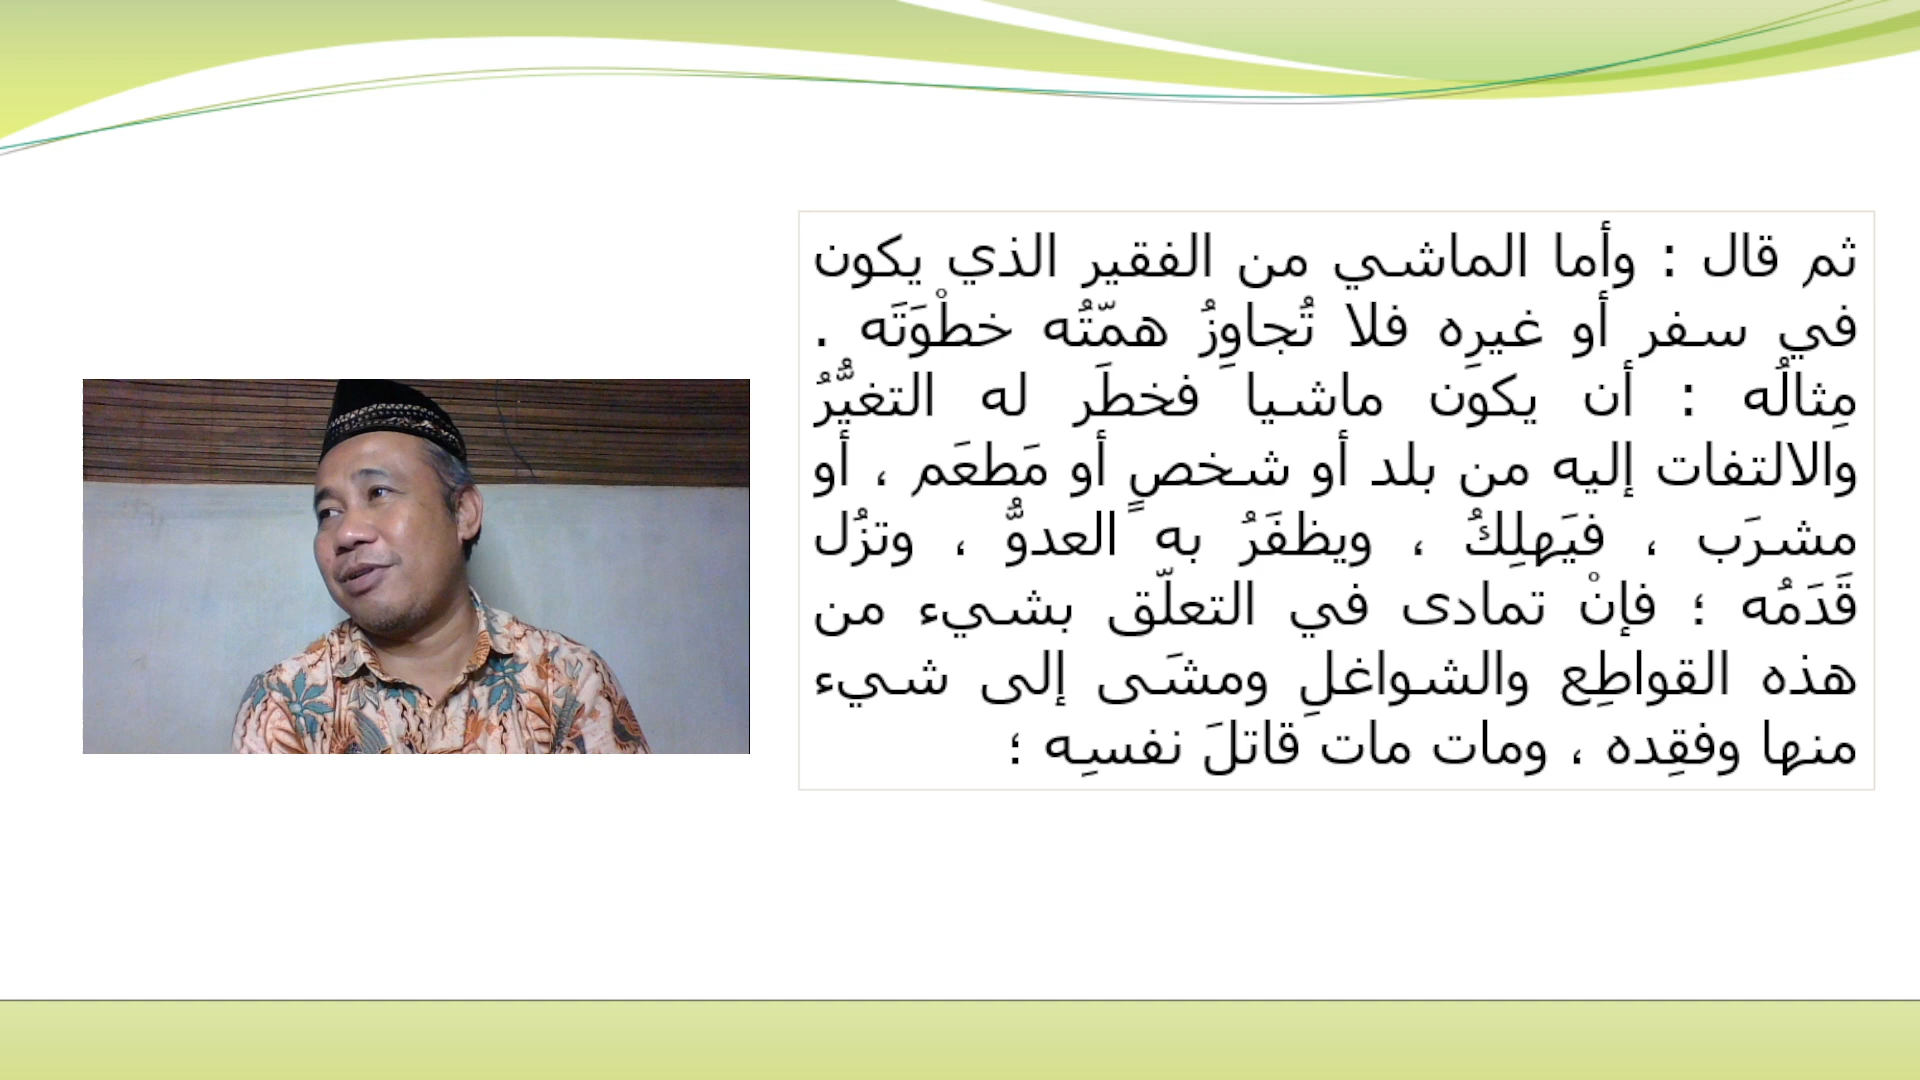 ثم قال : وأما الماشي من الفقير الذي يكون
في سفر أو غيرِه فلا تُجاوِزُ همّتُه خطْوَتَه .
مِثالُه : أن يكون ماشيا فخطَر له التغيُّرُ
والالتفات إليه من بلد أو شخصٍ أو مَطعَم ، أو
مشرَب ، فيَهلِكُ ، ويظفَرُ به العدوُّ ، وتزُل
قَدَمُه ؛ فإنْ تمادى في التعلّق بشيء من
هذه القواطِع والشواغلِ ومشَى إلى شيء
منها وفقِده ، ومات مات قاتلَ نفسِه ؛